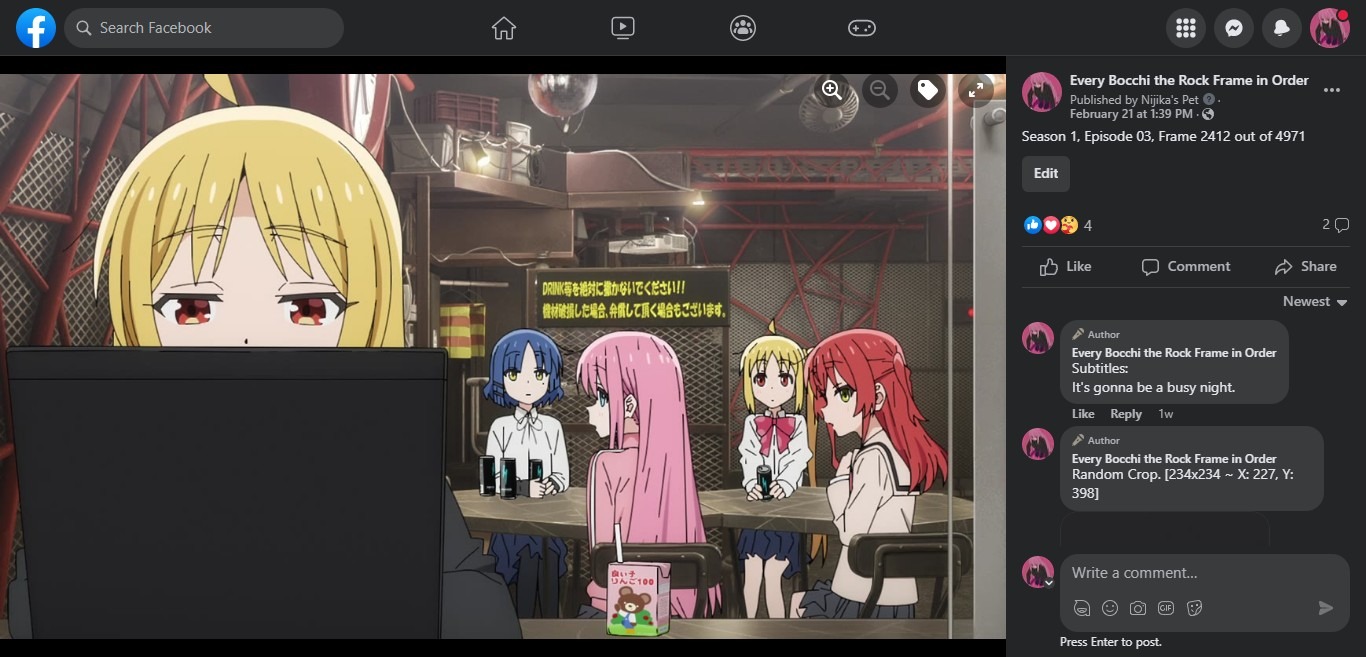 Search Facebook
DRINK等を絶対に撒かないでください!!
機材破損した場合、弁償して頂く場合もございます。
良い子
りんご100
Every Bocchi the Rock Frame in Order
Published by Nijika's Pet ·
February 21 at 1:39 PM ·
Season 1, Episode 03, Frame 2412 out of 4971
Edit
4
2
Like Comment Share
Newest
Author
Every Bocchi the Rock Frame in Order
Subtitles:
It's gonna be a busy night.
Like Reply 1w
Author
Every Bocchi the Rock Frame in Order
Random Crop. [234x234 ~ X: 227, Y:
398]
Write a comment...
GIF
Press Enter to post.